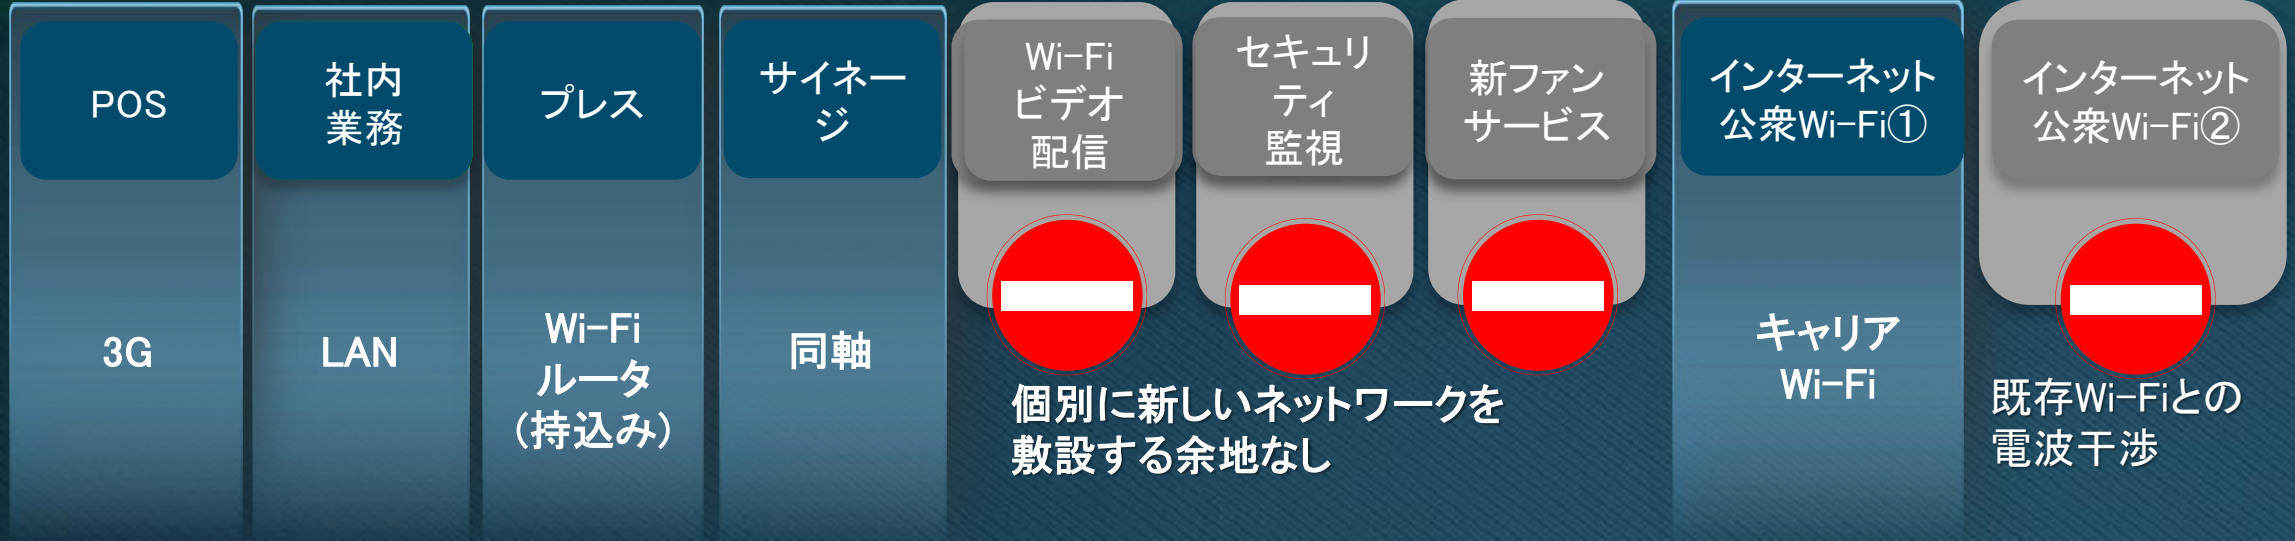 POS
社内
業務
プレス
サイネー
ジ
Wi-Fi
ビデオ
配信
セキュリ
ティ
監視
新ファン
サービス
インターネット
公衆Wi-Fi①
インターネット
公衆Wi-Fi②
3G
LAN
Wi-Fi
ルータ
(持込み)
同軸
個別に新しいネットワークを
敷設する余地なし
キャリア
Wi-Fi
既存Wi-Fiとの
電波干渉